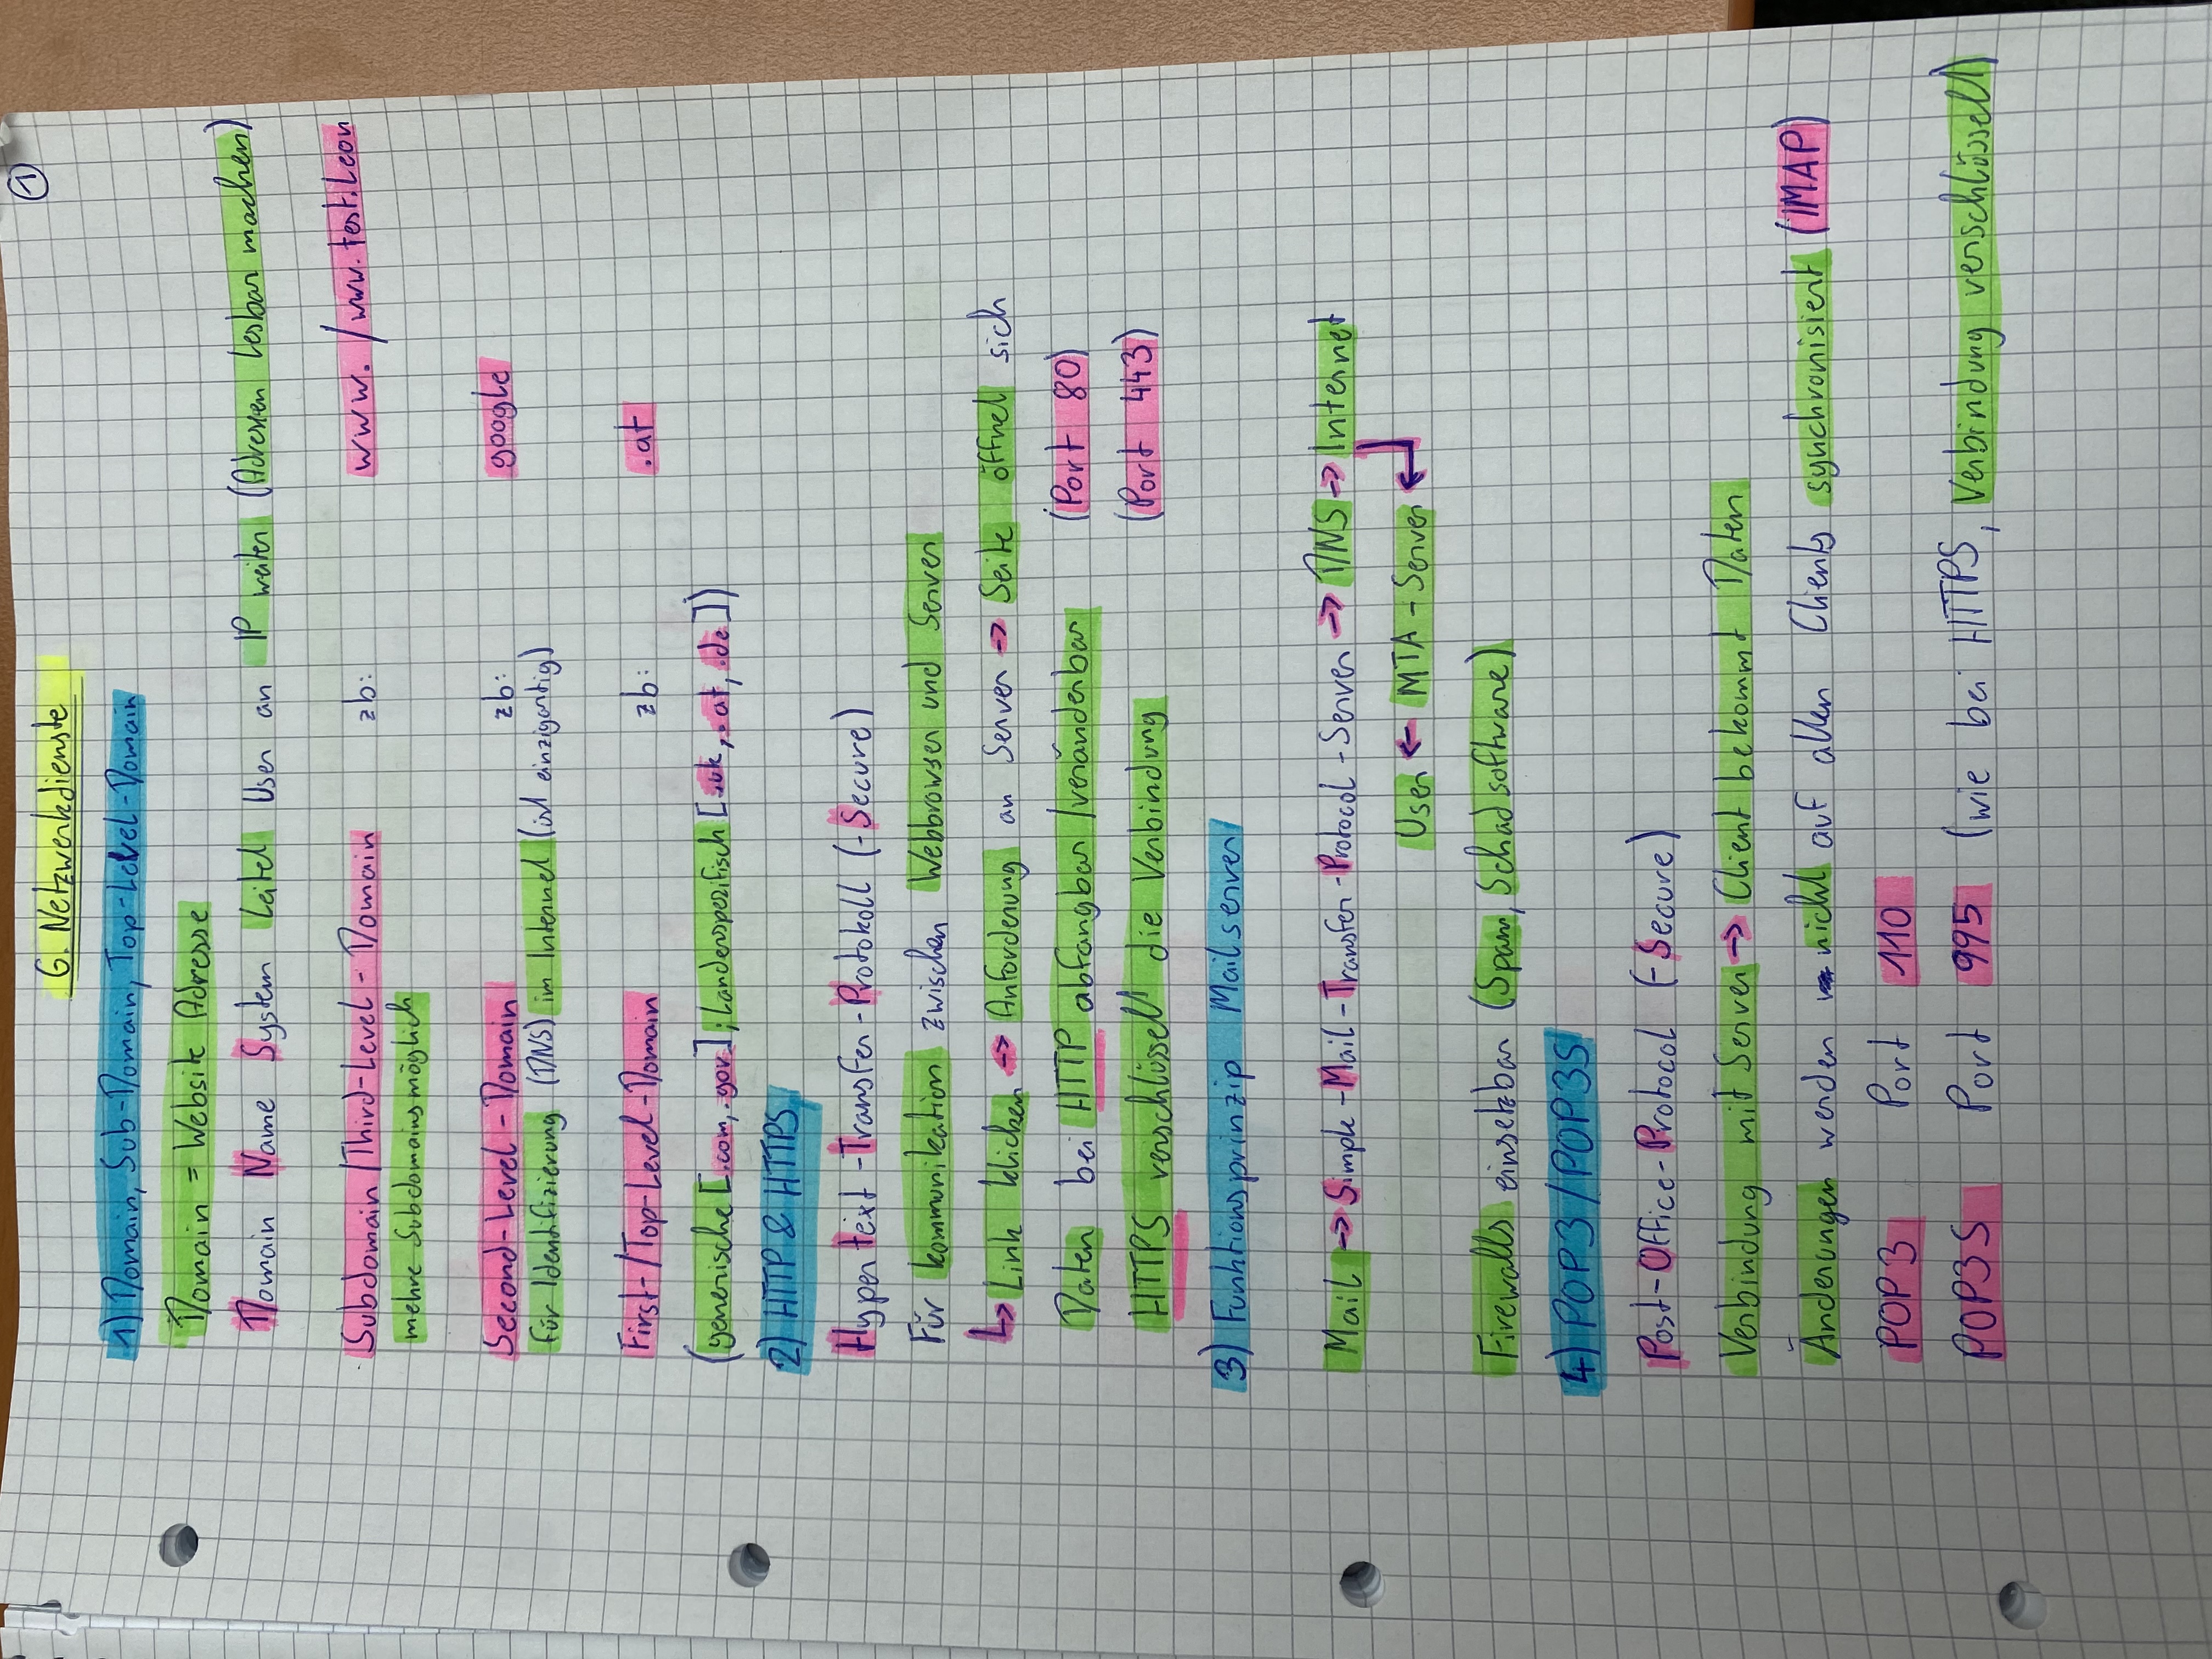 1
6. Netzwerkdienste
1) Domain, Sub-Domain, Top-Level-Domain
Domain = Website Adresse
Domain Name System Leitet User an IP weiter (Adressen Lesbar machen)
Subdomain/Third-Level-Domain zb: www. / www.test.Leon
mehre Subdomains möglich
Second-Level-Domain zb: google
für Identifizierung (DNS) im Internet (ist einzigartig)
First-/Top-Level-Domain zb: .at
(generische [.com, .gov]; Landerspezifisch [.uk, .at, .de])
2) HTTP & HTTPS
Hypertext-Transfer-Protokoll (-Secure)
Für kommunikation zwischen Webbrowser und Server
↳ Link klicken → Anforderung an Server → Seite öffnet sich
Daten bei HTTP abfangbar/veränderbar (Port 80)
HTTPS verschlüsselt die Verbindung (Port 443)
3) Funktionsprinzip Mailserver
Mail → Simple-Mail-Transfer-Protocol-Server → DNS → Internet
User ← MTA-Server ←
Firewalls einsetzbar (Spam, Schadsoftware)
4) POP3/POP3S
Post-Office-Protocol (-Secure)
Verbindung mit Server → Client bekommt Daten
Änderungen werden nicht auf allen Clients synchronisiert (IMAP)
POP3 Port 110
POP3S Port 995 (wie bei HTTPS, Verbindung verschlüsselt)